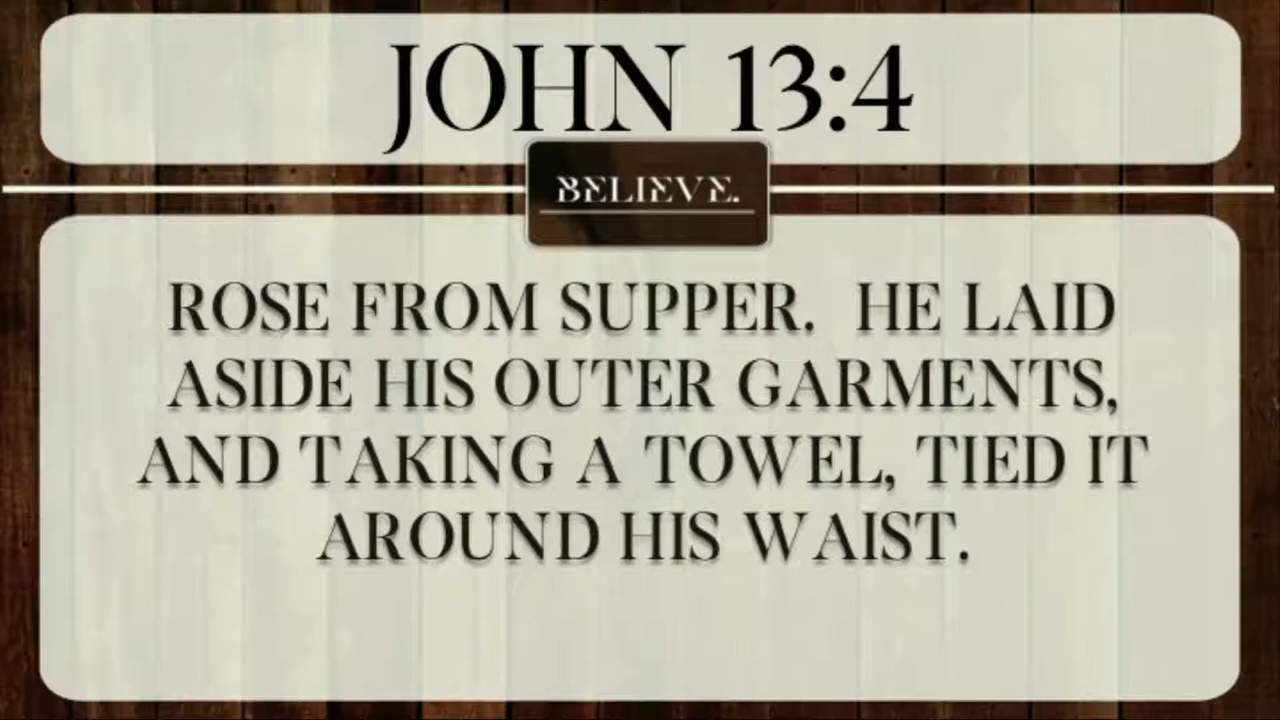 JOHN 13:4
BELIEVE.
ROSE FROM SUPPER.  HE LAID
ASIDE HIS OUTER GARMENTS,
AND TAKING A TOWEL, TIED IT
AROUND HIS WAIST.